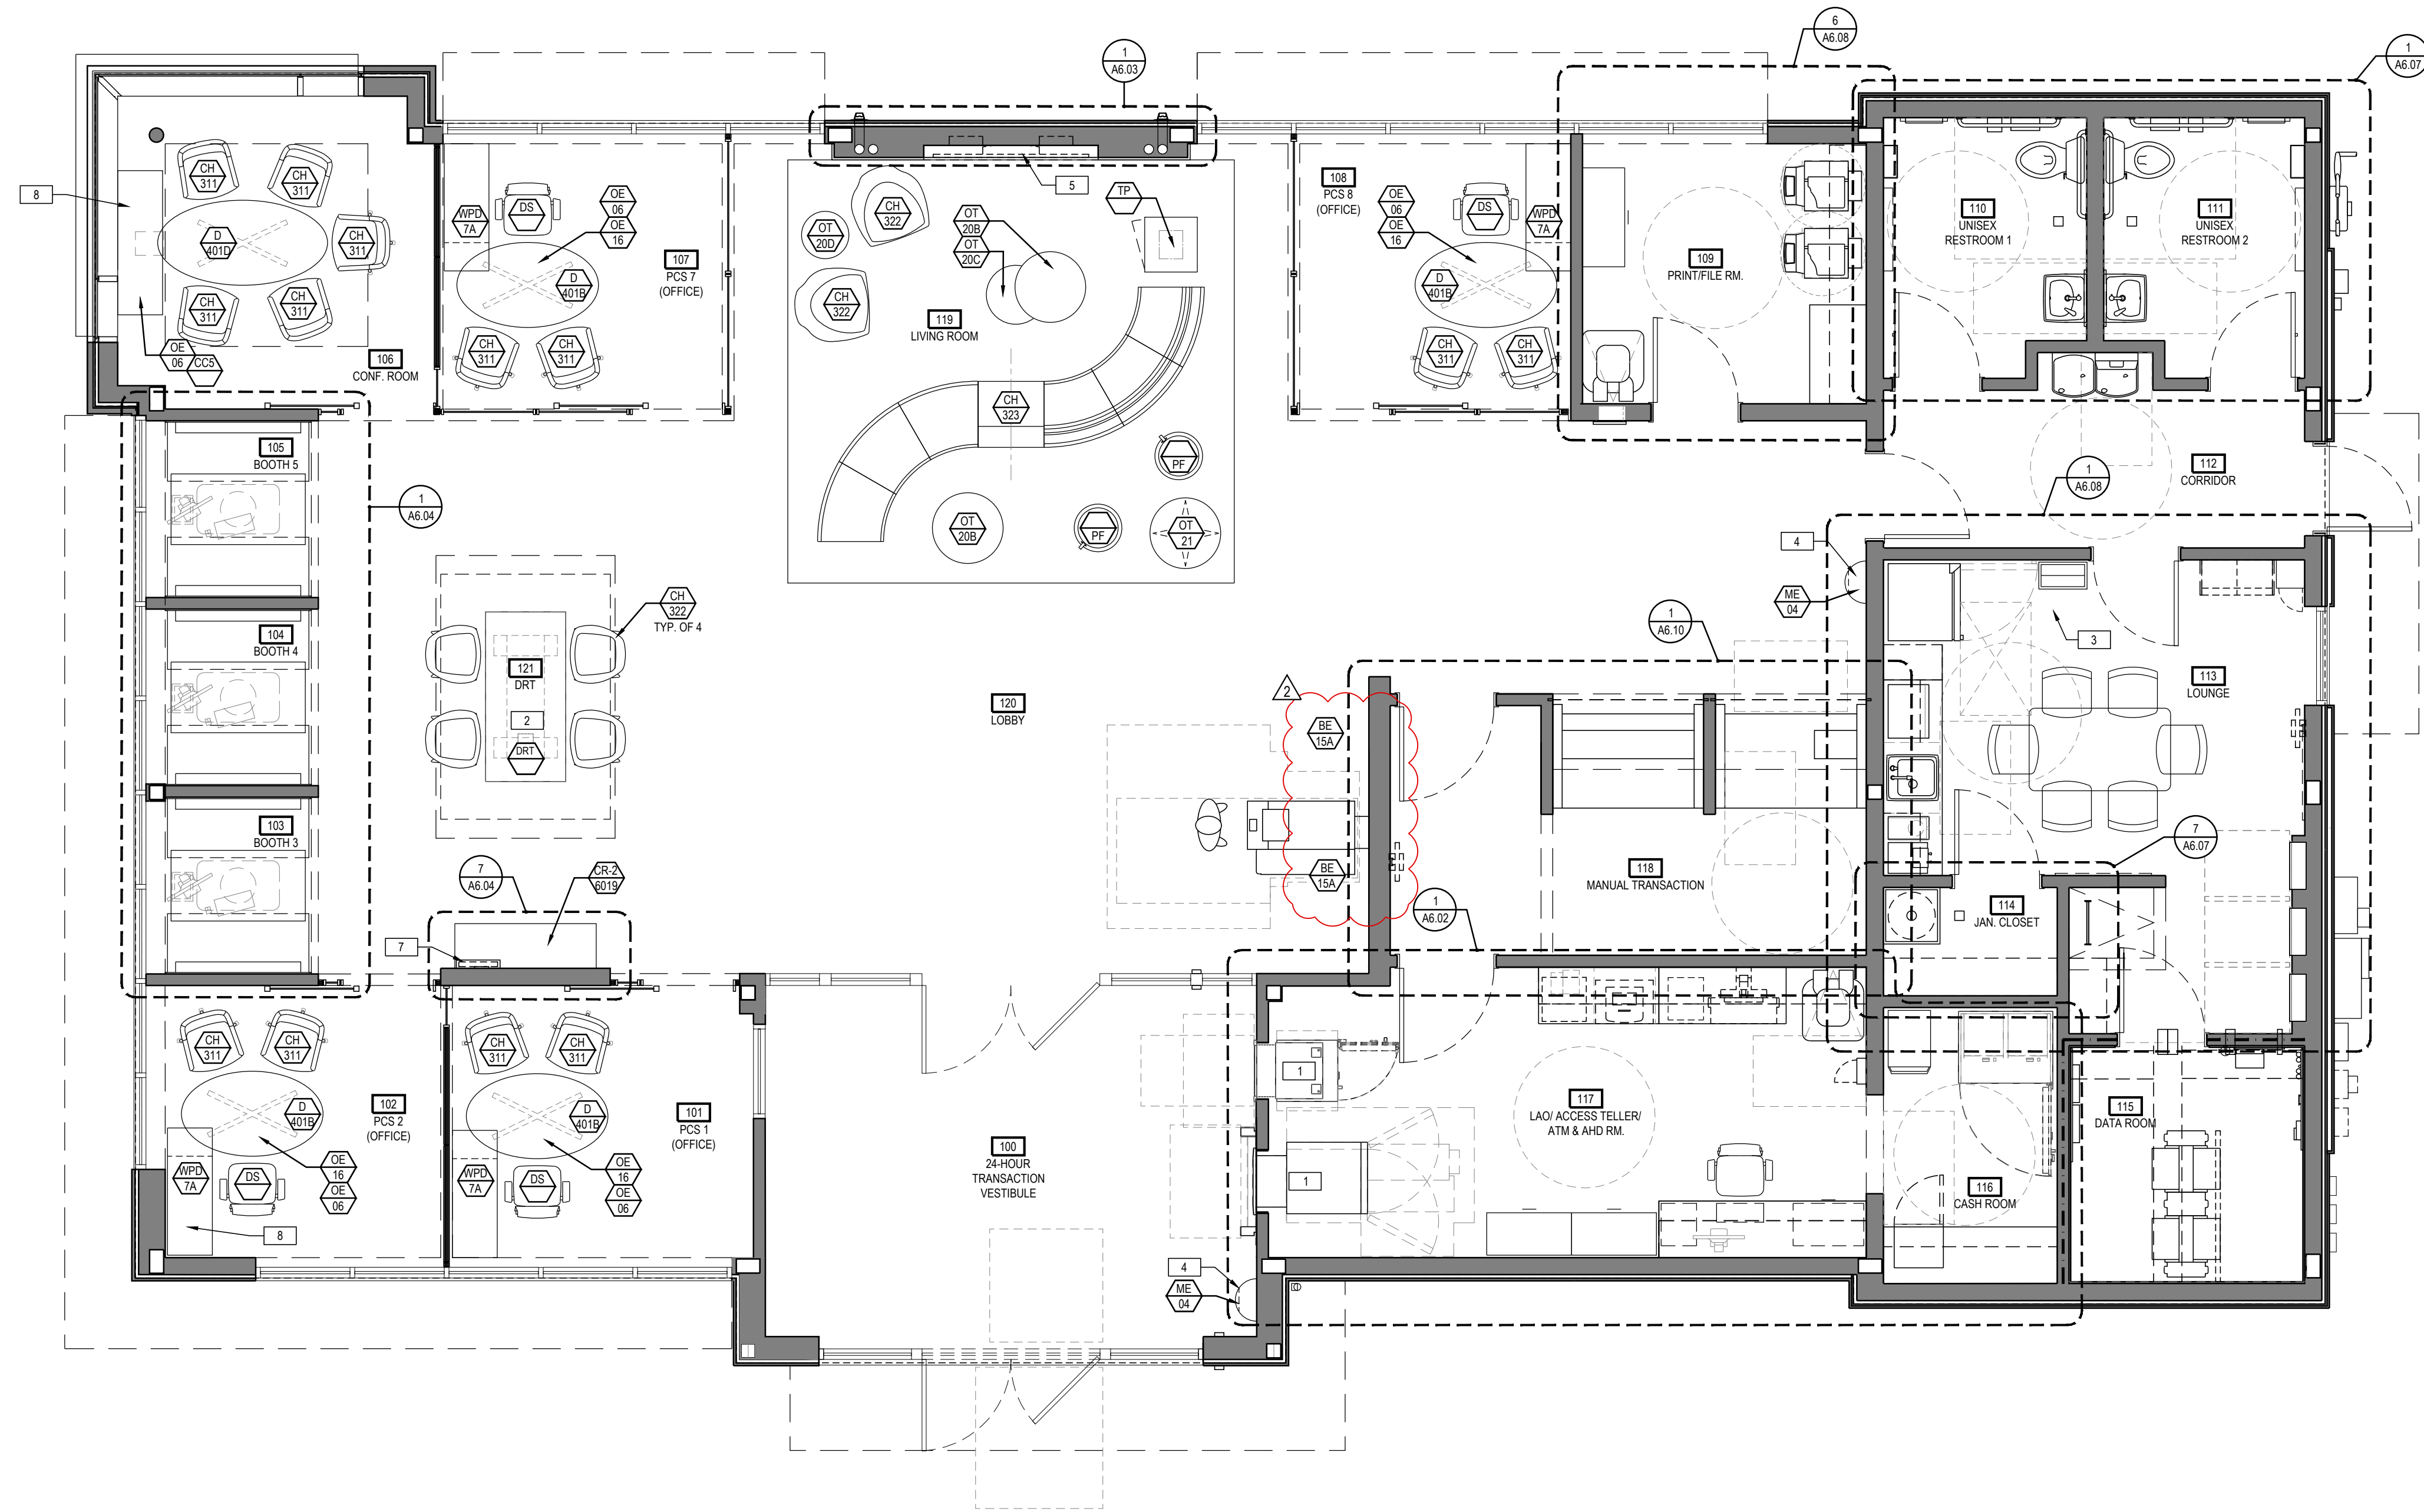 6
A6.08
1
A6.03
1
A6.07
8
CH
311
CH
311
CH
311
CH
311
CH
311
D
401D
OE
06
CC5
106
CONF. ROOM
WPD
7A
DS
OE
06
OE
16
D
401B
CH
311
CH
311
107
PCS 7
(OFFICE)
5
CH
322
OT
20D
CH
322
OT
20B
OT
20C
TP
119
LIVING ROOM
CH
323
PF
PF
OT
20B
OT
21
108
PCS 8
(OFFICE)
OE
06
OE
16
DS
WPD
7A
D
401B
CH
311
CH
311
109
PRINT/FILE RM.
110
UNISEX
RESTROOM 1
111
UNISEX
RESTROOM 2
112
CORRIDOR
1
A6.08
105
BOOTH 5
1
A6.04
104
BOOTH 4
103
BOOTH 3
CH
322
TYP. OF 4
121
DRT
2
DRT
7
A6.04
CR-2
6019
7
120
LOBBY
2
BE
15A
BE
15A
1
A6.10
4
ME
04
3
113
LOUNGE
7
A6.07
118
MANUAL TRANSACTION
1
A6.02
114
JAN. CLOSET
CH
311
CH
311
D
401B
102
PCS 2
(OFFICE)
WPD
7A
DS
OE
16
OE
06
8
CH
311
CH
311
D
401B
101
PCS 1
(OFFICE)
WPD
7A
DS
OE
16
OE
06
100
24-HOUR
TRANSACTION
VESTIBULE
1
1
4
ME
04
117
LAO/ ACCESS TELLER/
ATM & AHD RM.
116
CASH ROOM
115
DATA ROOM